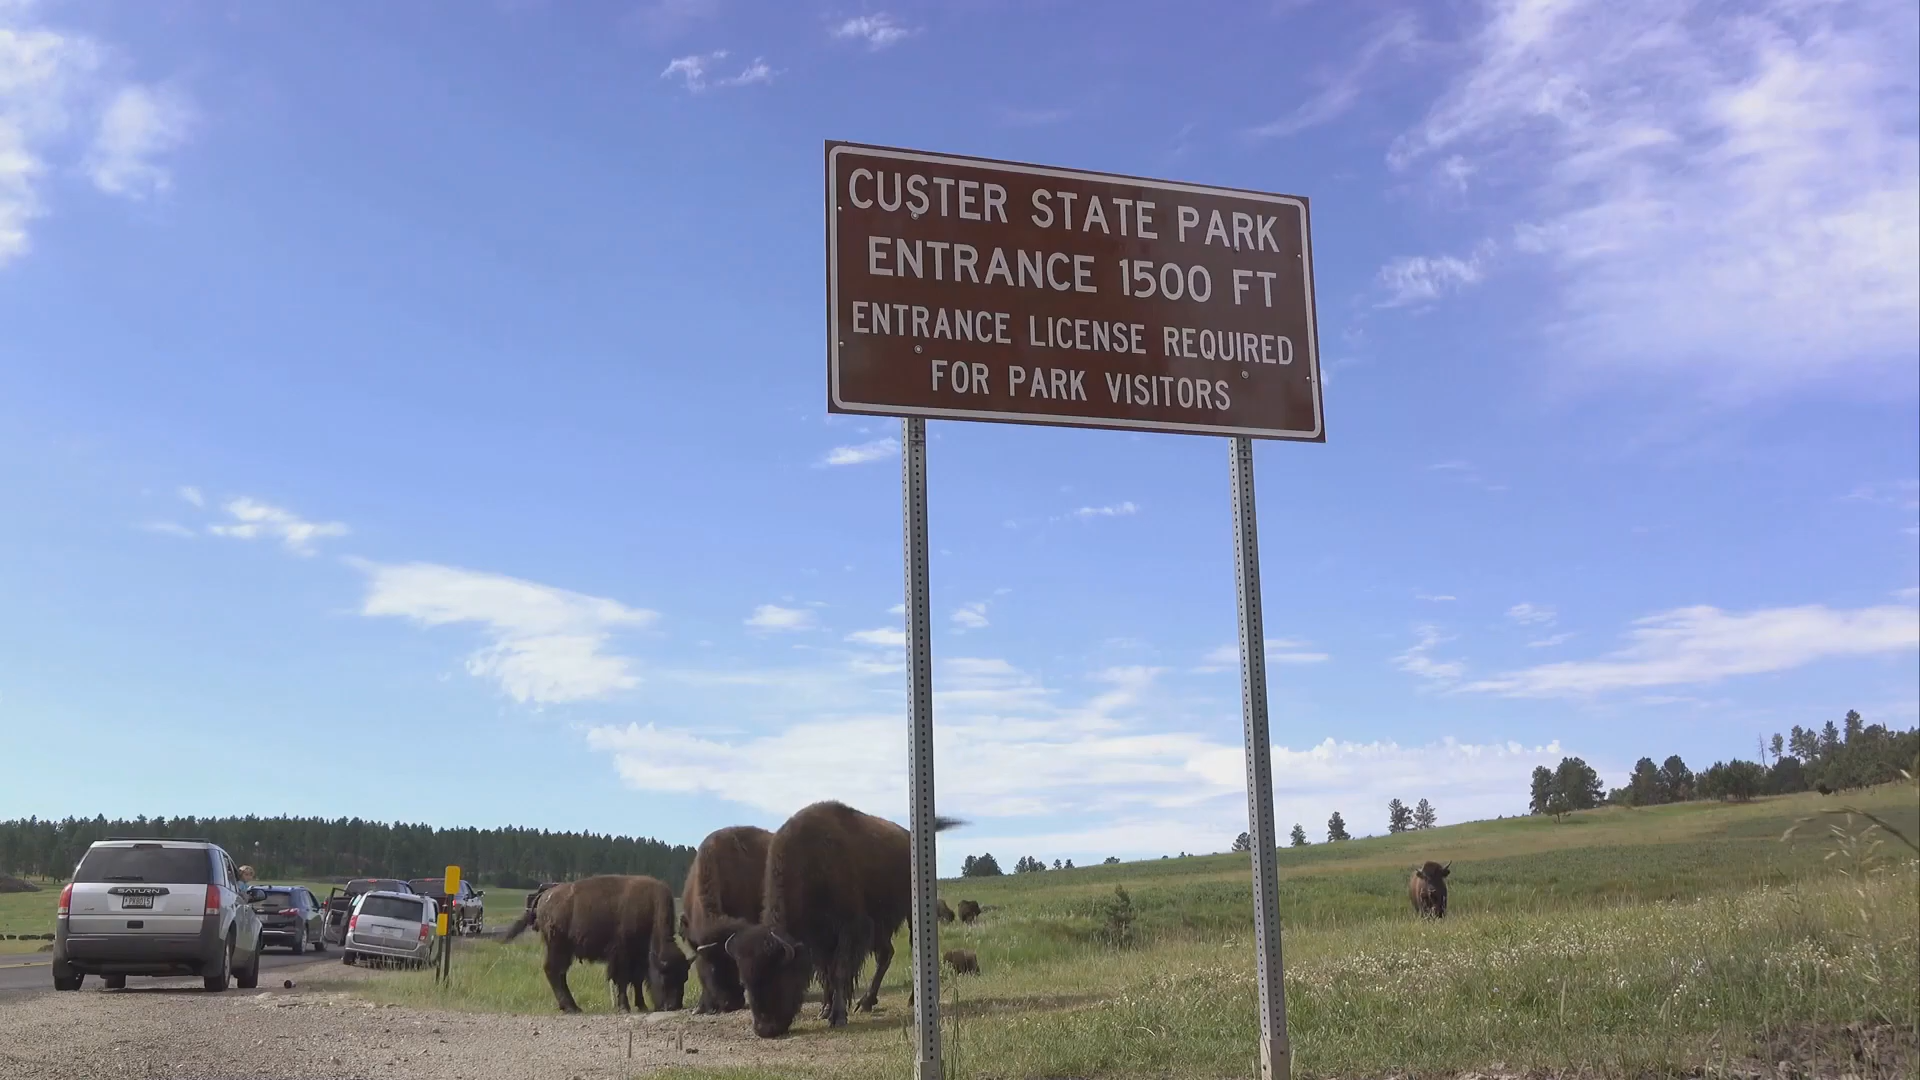 CUSTER STATE PARK
ENTRANCE 1500 FT
ENTRANCE LICENSE REQUIRED
FOR PARK VISITORS
SATURN